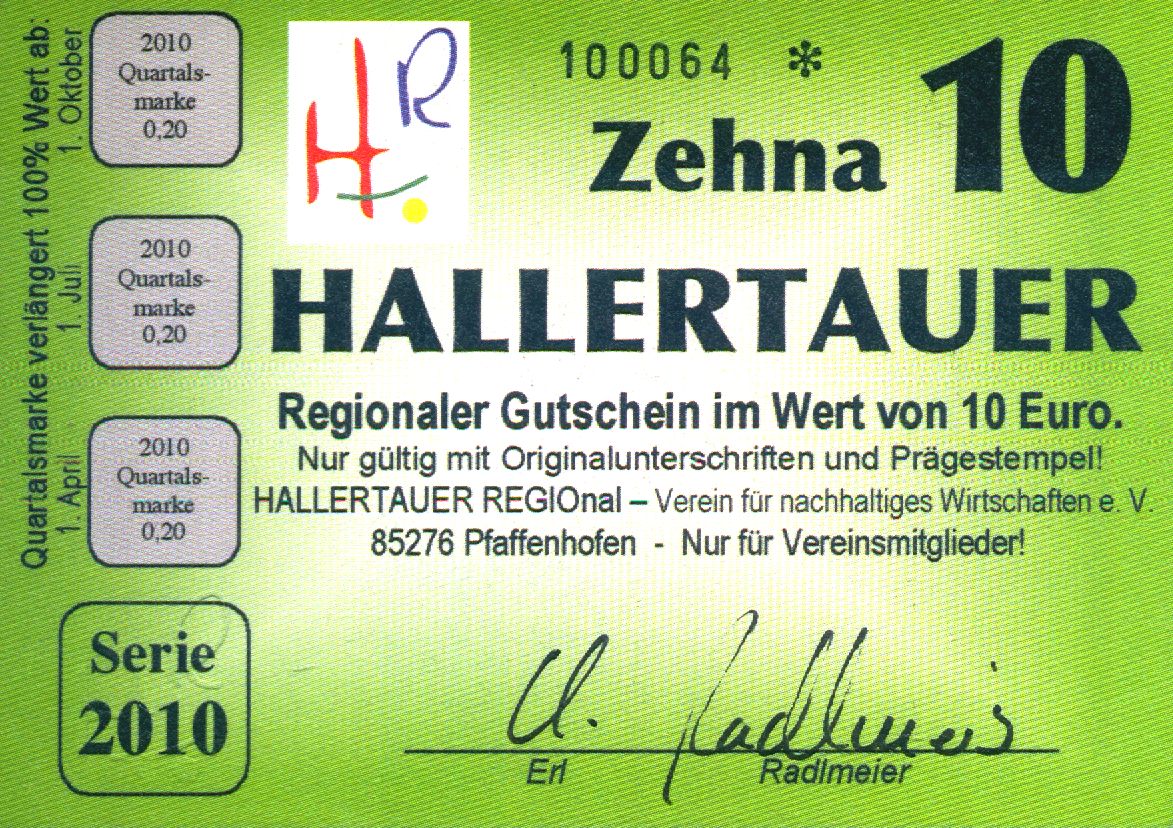 Quartalsmarke verlängert 100% Wert ab:
1. April 1. Juli 1. Oktober
2010
Quartals-
marke
0,20
2010
Quartals-
marke
0,20
2010
Quartals-
marke
0,20
Serie
2010
HR
100064 *
Zehna 10
HALLERTAUER
Regionaler Gutschein im Wert von 10 Euro.
Nur gültig mit Originalunterschriften und Prägestempel!
HALLERTAUER REGIOnal – Verein für nachhaltiges Wirtschaften e. V.
85276 Pfaffenhofen - Nur für Vereinsmitglieder!
Radlmeier
Erl Radlmeier